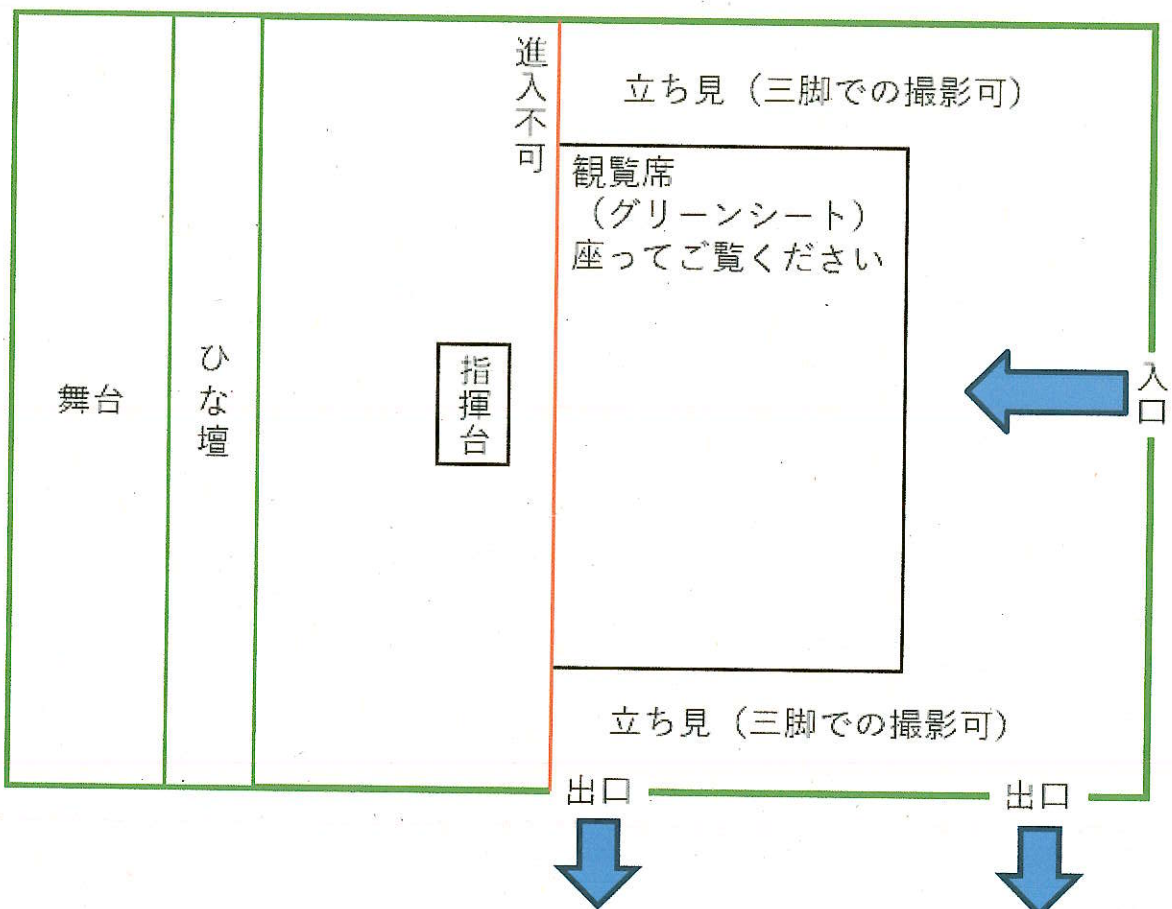 進入不可
立ち見（三脚での撮影可）
観覧席
（グリーンシート）
座ってご覧ください
舞台
ひな壇
指揮台
入口
立ち見（三脚での撮影可）
出口
出口